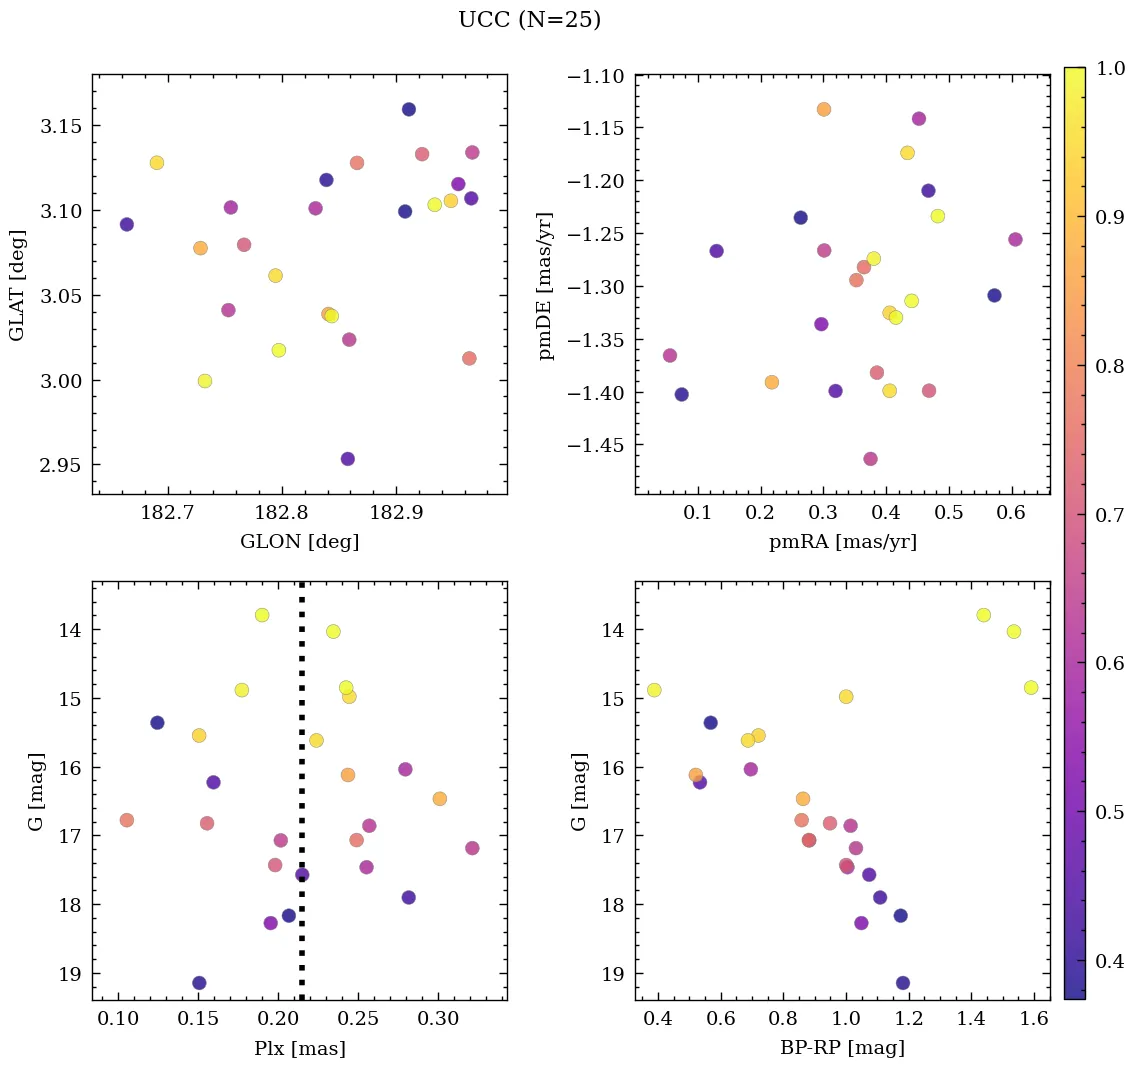 UCC (N=25)
3.15
3.10
3.05
3.00
2.95
GLAT [deg]
182.7 182.8 182.9
GLON [deg]
−1.10
−1.15
−1.20
−1.25
−1.30
−1.35
−1.40
−1.45
pmDE [mas/yr]
0.1 0.2 0.3 0.4 0.5 0.6
pmRA [mas/yr]
14
15
16
17
18
19
G [mag]
0.10 0.15 0.20 0.25 0.30
Plx [mas]
14
15
16
17
18
19
G [mag]
0.4 0.6 0.8 1.0 1.2 1.4 1.6
BP-RP [mag]
1.0
0.9
0.8
0.7
0.6
0.5
0.4